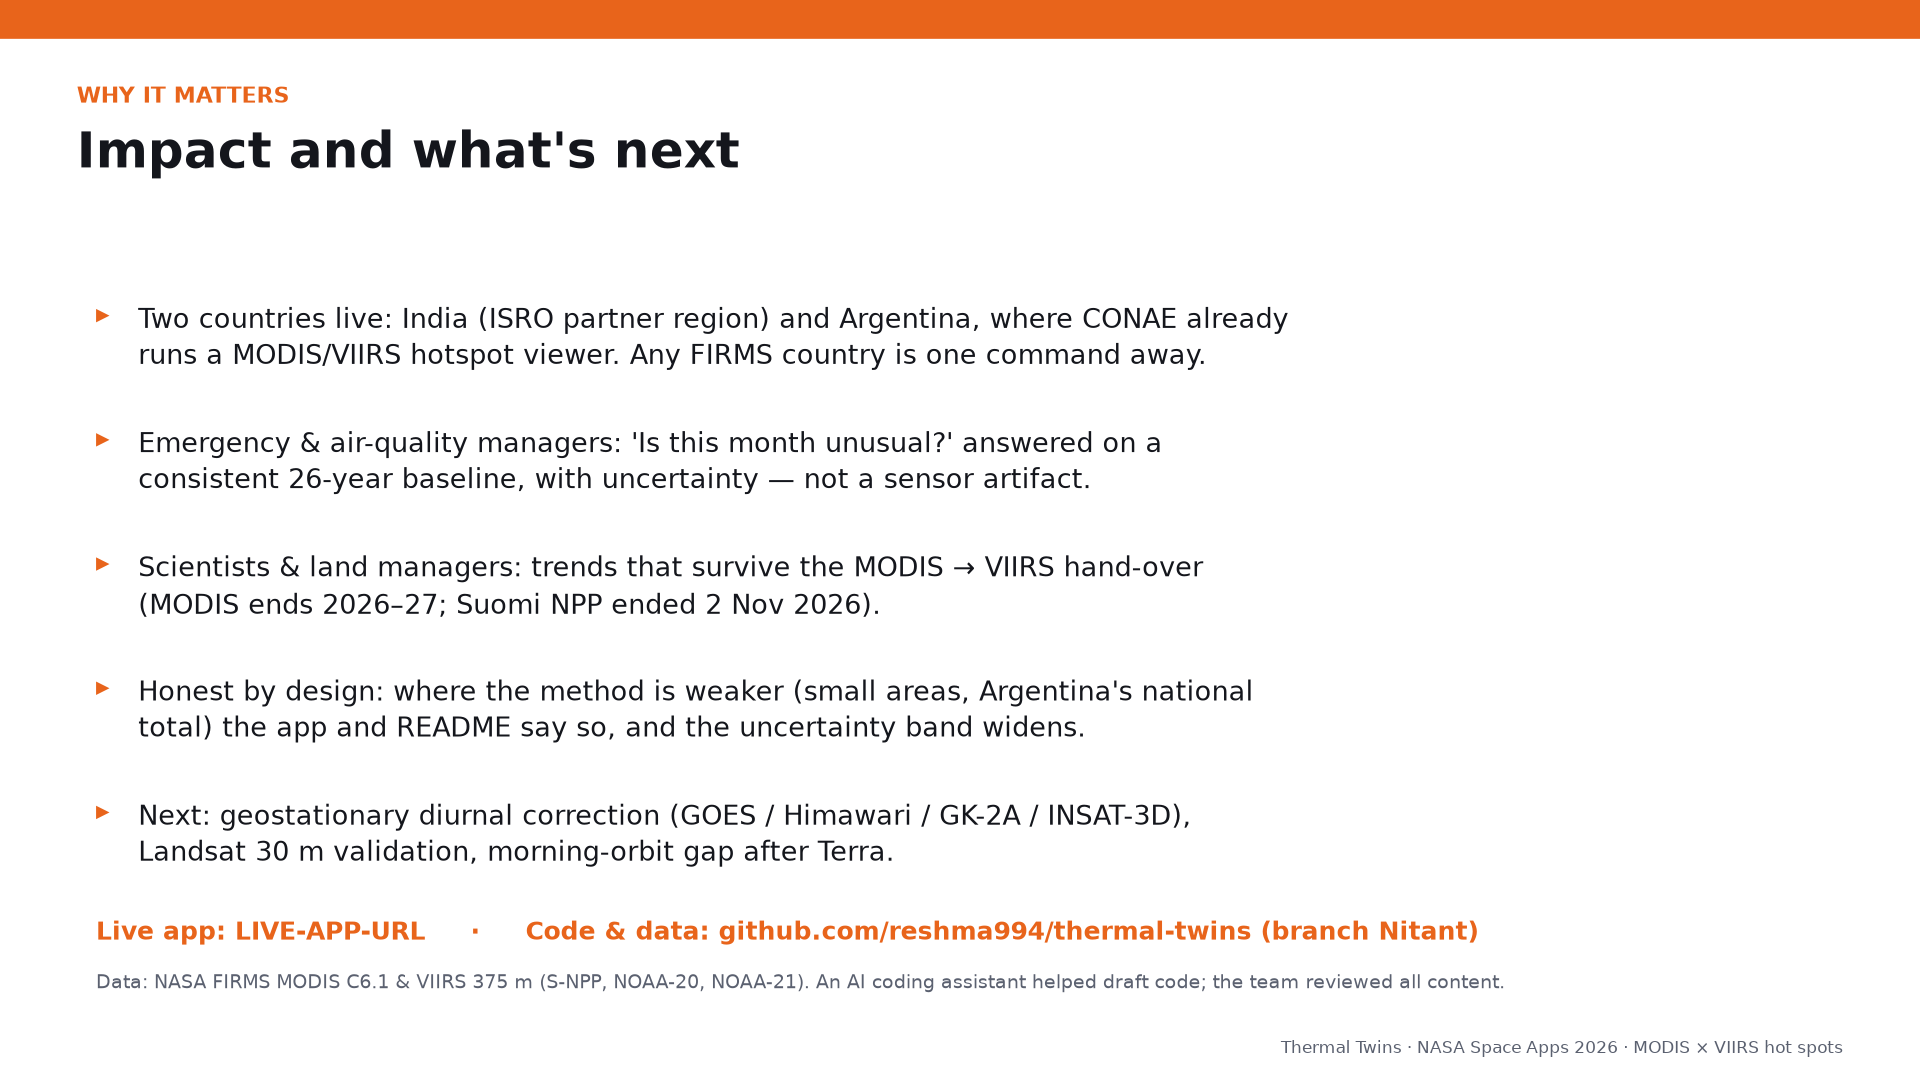 WHY IT MATTERS
Impact and what's next
▶ Two countries live: India (ISRO partner region) and Argentina, where CONAE already
runs a MODIS/VIIRS hotspot viewer. Any FIRMS country is one command away.
▶ Emergency & air-quality managers: 'Is this month unusual?' answered on a
consistent 26-year baseline, with uncertainty — not a sensor artifact.
▶ Scientists & land managers: trends that survive the MODIS → VIIRS hand-over
(MODIS ends 2026–27; Suomi NPP ended 2 Nov 2026).
▶ Honest by design: where the method is weaker (small areas, Argentina's national
total) the app and README say so, and the uncertainty band widens.
▶ Next: geostationary diurnal correction (GOES / Himawari / GK-2A / INSAT-3D),
Landsat 30 m validation, morning-orbit gap after Terra.
Live app: LIVE-APP-URL · Code & data: github.com/reshma994/thermal-twins (branch Nitant)
Data: NASA FIRMS MODIS C6.1 & VIIRS 375 m (S-NPP, NOAA-20, NOAA-21). An AI coding assistant helped draft code; the team reviewed all content.
Thermal Twins · NASA Space Apps 2026 · MODIS × VIIRS hot spots